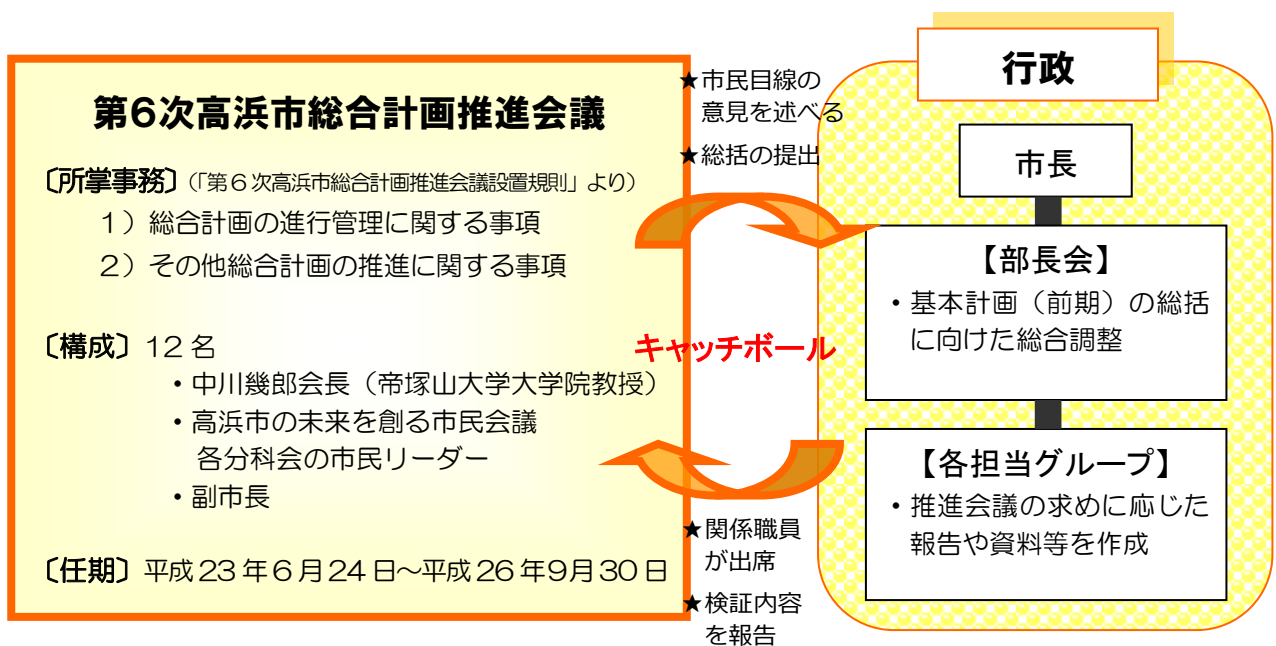 第6次高浜市総合計画推進会議
〔所掌事務〕(「第6次高浜市総合計画推進会議設置規則」より)
1）総合計画の進行管理に関する事項
2）その他総合計画の推進に関する事項
〔構成〕12名
・中川幾郎会長（帝塚山大学大学院教授）
・高浜市の未来を創る市民会議
各分科会の市民リーダー
・副市長
〔任期〕平成23年6月24日～平成26年9月30日
★市民目線の
意見を述べる
★総括の提出
キャッチボール
★関係職員
が出席
★検証内容
を報告
行政
市長
【部長会】
・基本計画（前期）の総括
に向けた総合調整
【各担当グループ】
・推進会議の求めに応じた
報告や資料等を作成